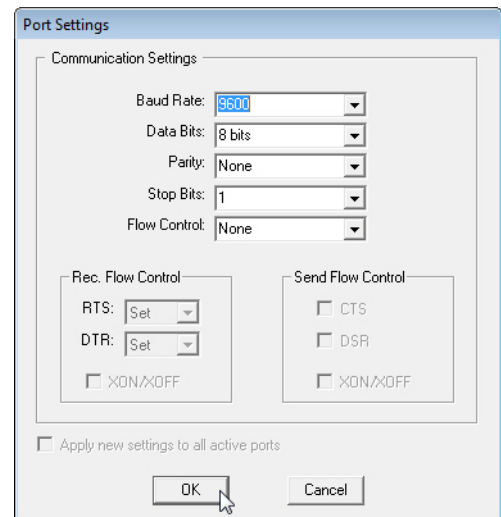 Port Settings
Communication Settings
Baud Rate: 9600
Data Bits: 8 bits
Parity: None
Stop Bits: 1
Flow Control: None
Rec. Flow Control
RTS: Set
DTR: Set
XON/XOFF
Send Flow Control
CTS
DSR
XON/XOFF
Apply new settings to all active ports
OK Cancel